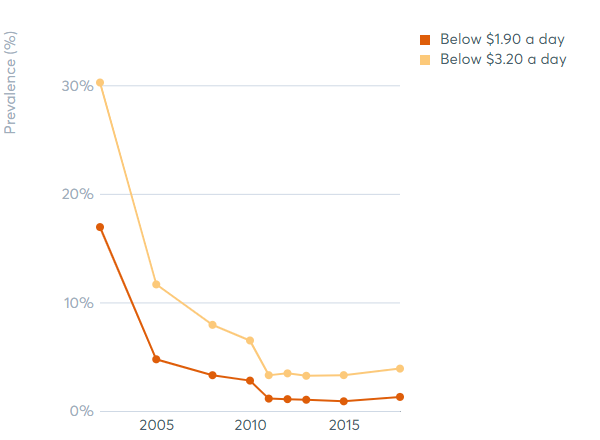 Prevalence (%)
Below $1.90 a day
Below $3.20 a day
30%
20%
10%
0%
2005 2010 2015